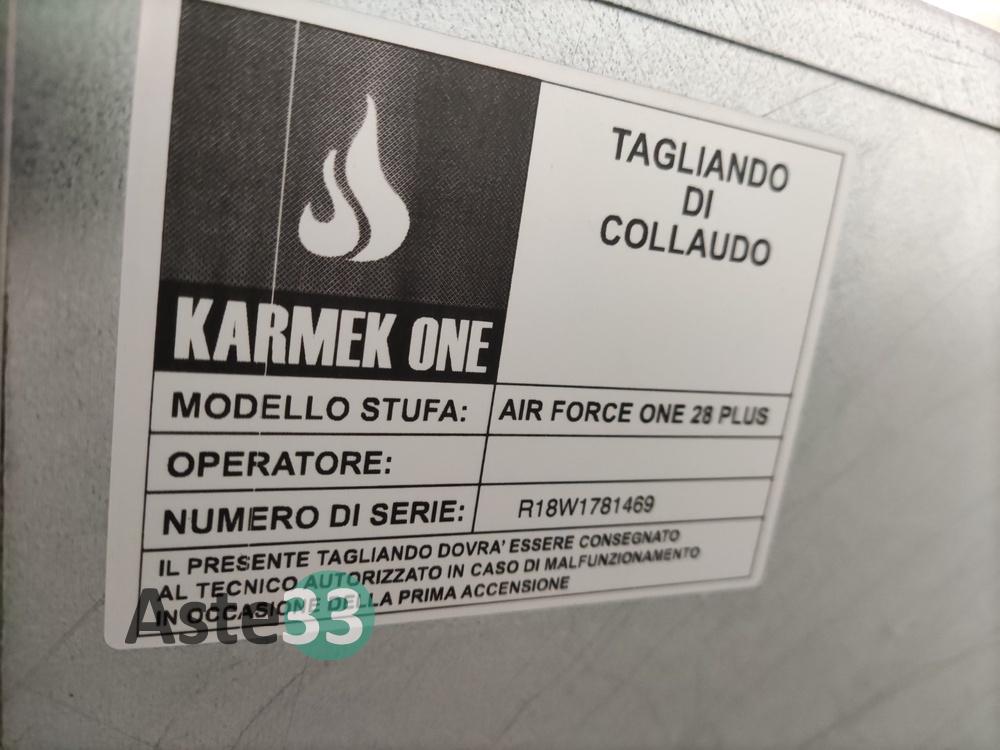 TAGLIANDO
DI
COLLAUDO
KARMEK ONE
MODELLO STUFA: AIR FORCE ONE 28 PLUS
OPERATORE:
NUMERO DI SERIE: R18W1781469
IL PRESENTE TAGLIANDO DOVRA' ESSERE CONSEGNATO
AL TECNICO AUTORIZZATO IN CASO DI MALFUNZIONAMENTO
IN OCCASIONE DELLA PRIMA ACCENSIONE
Aste33